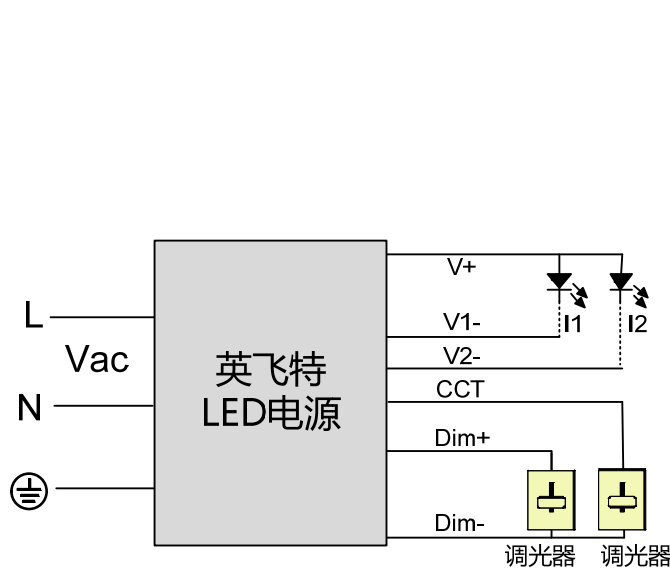 V+
L
V1-
I1
I2
Vac
V2-
英飞特
LED电源
CCT
N
Dim+
Dim-
调光器
调光器